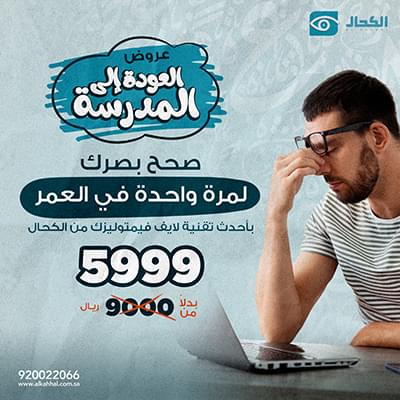 الكحال
عروض
العودة إلى
المدرسة
صحح بصرك
لمرة واحدة في العمر
بأحدث تقنية لايف فيمتوليزك من الكحال
5999
بدلاً من 9000 ريال
920022066
www.alkahhal.com.sa